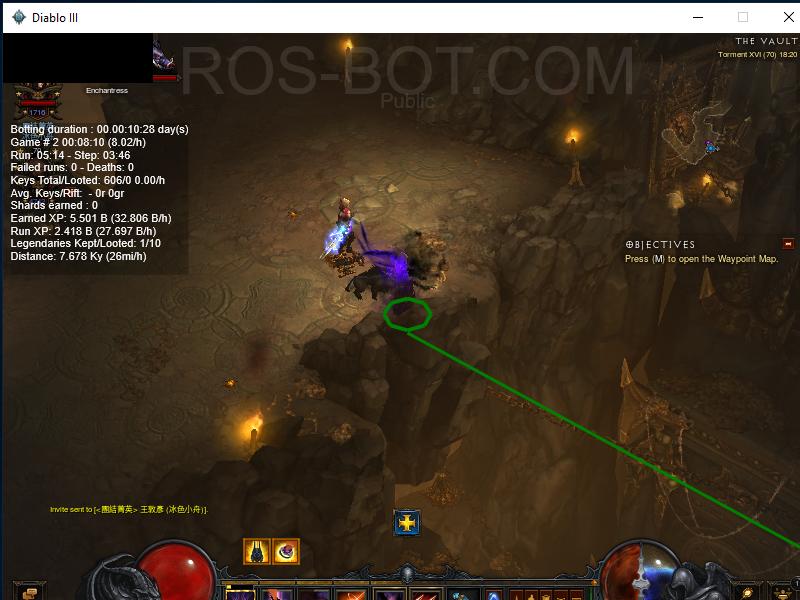 Diablo III
THE VAULT
Torment XVI (70) 18:20
ROS-BOT.COM
Public
Enchantress
1716
Botting duration : 00.00:10:28 day(s)
Game # 2 00:08:10 (8.02/h)
Run: 05:14 - Step: 03:46
Failed runs: 0 - Deaths: 0
Keys Total/Looted: 606/0 0.00/h
Avg. Keys/Rift:  - 0r 0gr
Shards earned : 0
Earned XP: 5.501 B (32.806 B/h)
Run XP: 2.418 B (27.697 B/h)
Legendaries Kept/Looted: 1/10
Distance: 7.678 Ky (26mi/h)
OBJECTIVES
Press (M) to open the Waypoint Map.
Invite sent to [<團結菁英> 王敦彥 (冰色小舟)].